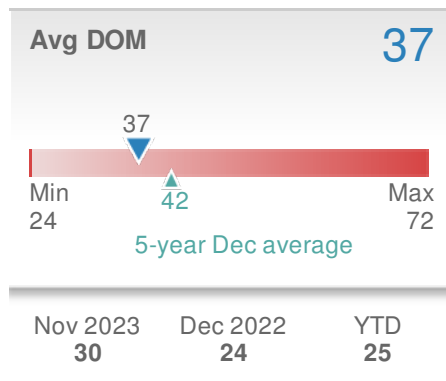 Avg DOM 37
37
Min Max
24 42 72
5-year Dec average
Nov 2023 Dec 2022 YTD
30 24 25